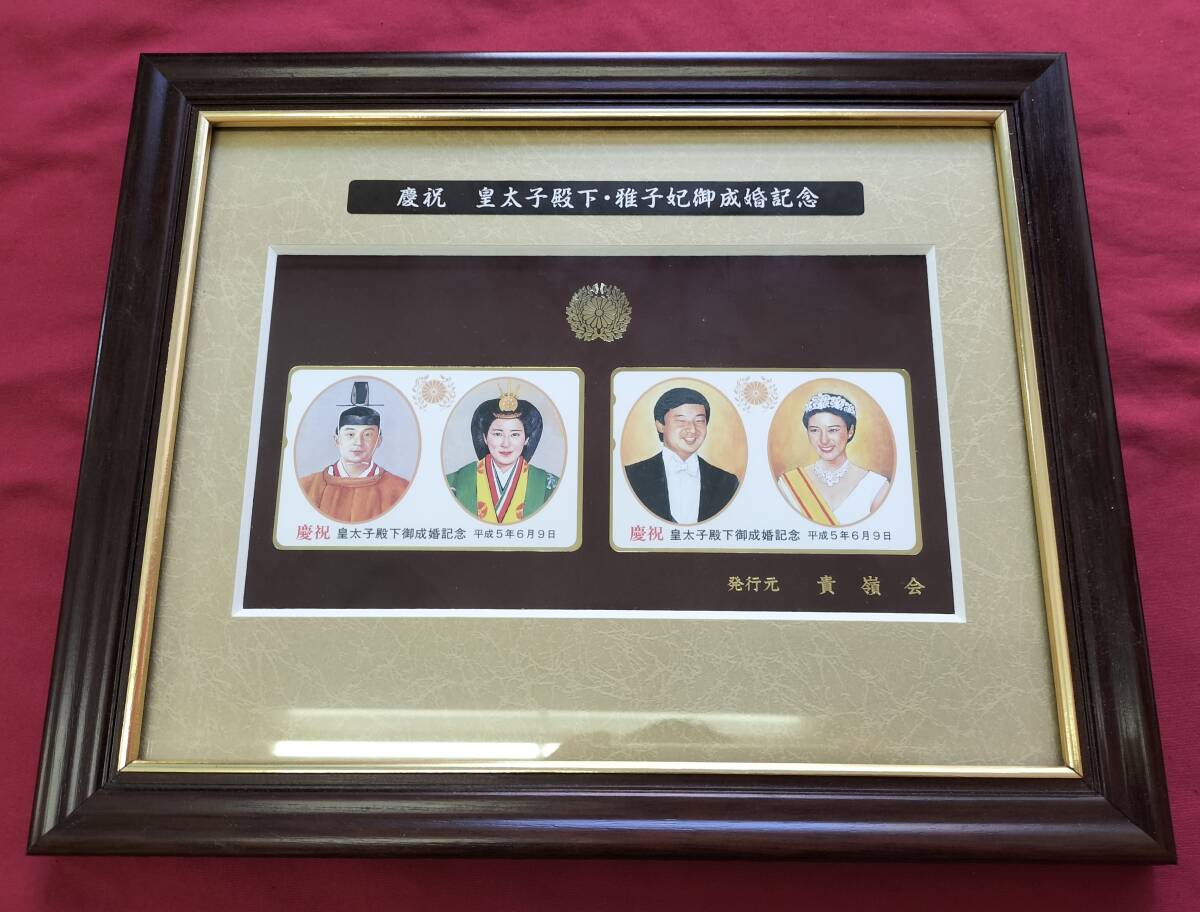 慶祝　皇太子殿下・雅子妃御成婚記念
慶祝 皇太子殿下御成婚記念 平成5年6月9日
慶祝 皇太子殿下御成婚記念 平成5年6月9日
発行元　貴嶺会